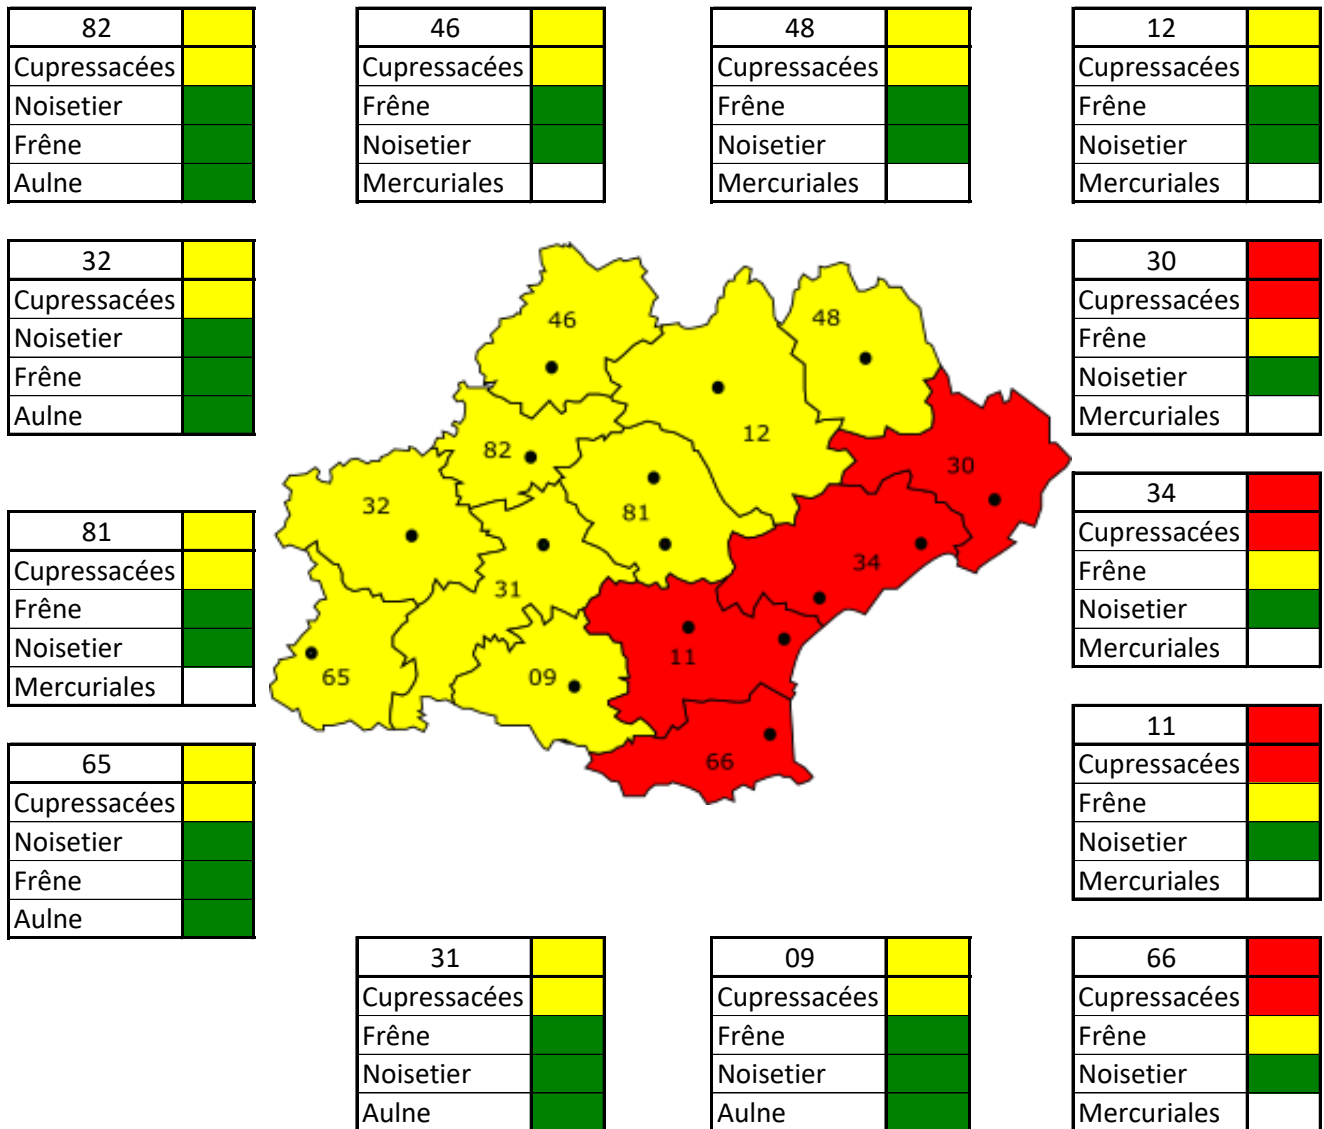 82
Cupressacées
Noisetier
Frêne
Aulne
46
Cupressacées
Frêne
Noisetier
Mercuriales
48
Cupressacées
Frêne
Noisetier
Mercuriales
12
Cupressacées
Frêne
Noisetier
Mercuriales
32
Cupressacées
Noisetier
Frêne
Aulne
81
Cupressacées
Frêne
Noisetier
Mercuriales
65
Cupressacées
Noisetier
Frêne
Aulne
46
48
12
82
30
32
81
34
31
11
65
09
66
30
Cupressacées
Frêne
Noisetier
Mercuriales
34
Cupressacées
Frêne
Noisetier
Mercuriales
11
Cupressacées
Frêne
Noisetier
Mercuriales
31
Cupressacées
Frêne
Noisetier
Aulne
09
Cupressacées
Frêne
Noisetier
Aulne
66
Cupressacées
Frêne
Noisetier
Mercuriales